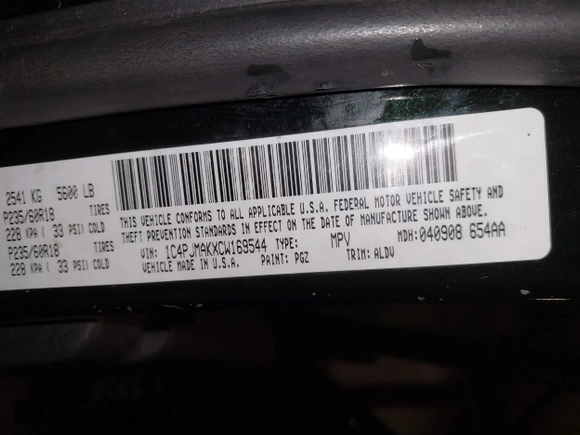 2541 KG 5600 LB
P235/60R18 TIRES
228 KPA ( 33 PSI) COLD
P235/60R18 TIRES
228 KPA ( 33 PSI) COLD
THIS VEHICLE CONFORMS TO ALL APPLICABLE U.S.A. FEDERAL MOTOR VEHICLE SAFETY AND
THEFT PREVENTION STANDARDS IN EFFECT ON THE DATE OF MANUFACTURE SHOWN ABOVE.
VIN: 1C4PJMAKXCW169544 TYPE: MPV MDH: 040908 654AA
VEHICLE MADE IN U.S.A. PAINT: PGZ TRIM: ALDV